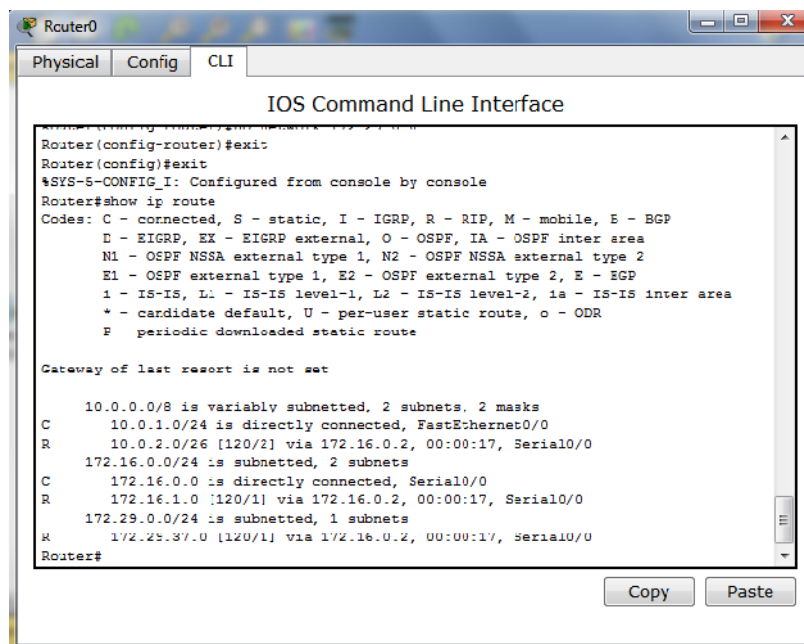 Router0
Physical Config CLI
IOS Command Line Interface
Router(config-router)#exit
Router(config)#exit
%SYS-5-CONFIG_I: Configured from console by console
Router#show ip route
Codes: C - connected, S - static, I - IGRP, R - RIP, M - mobile, B - BGP
D - EIGRP, EX - EIGRP external, O - OSPF, IA - OSPF inter area
N1 - OSPF NSSA external type 1, N2 - OSPF NSSA external type 2
E1 - OSPF external type 1, E2 - OSPF external type 2, E - EGP
i - IS-IS, L1 - IS-IS level-1, L2 - IS-IS level-2, ia - IS-IS inter area
* - candidate default, U - per-user static route, o - ODR
P periodic downloaded static route
Gateway of last resort is not set
10.0.0.0/8 is variably subnetted, 2 subnets, 2 masks
C 10.0.1.0/24 is directly connected, FastEthernet0/0
R 10.0.2.0/26 [120/2] via 172.16.0.2, 00:00:17, Serial0/0
172.16.0.0/24 is subnetted, 2 subnets
C 172.16.0.0 is directly connected, Serial0/0
R 172.16.1.0 [120/1] via 172.16.0.2, 00:00:17, Serial0/0
172.29.0.0/24 is subnetted, 1 subnets
R 172.29.37.0 [120/1] via 172.16.0.2, 00:00:17, Serial0/0
Router#
Copy Paste